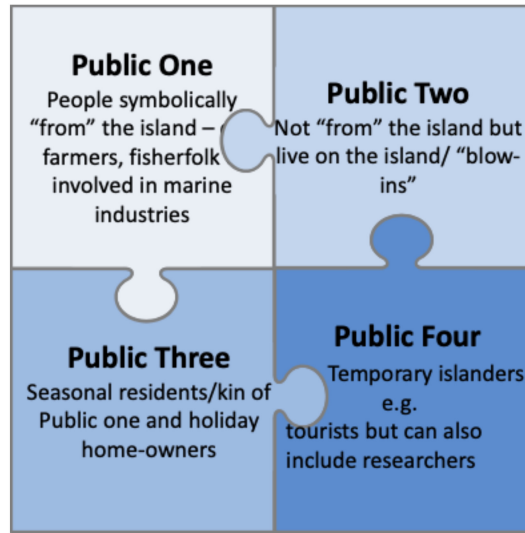 Public One
People symbolically
“from” the island –
farmers, fisherfolk
involved in marine
industries
Public Two
Not “from” the island but
live on the island/ “blow-
ins”
Public Three
Seasonal residents/kin of
Public one and holiday
home-owners
Public Four
Temporary islanders
e.g.
tourists but can also
include researchers